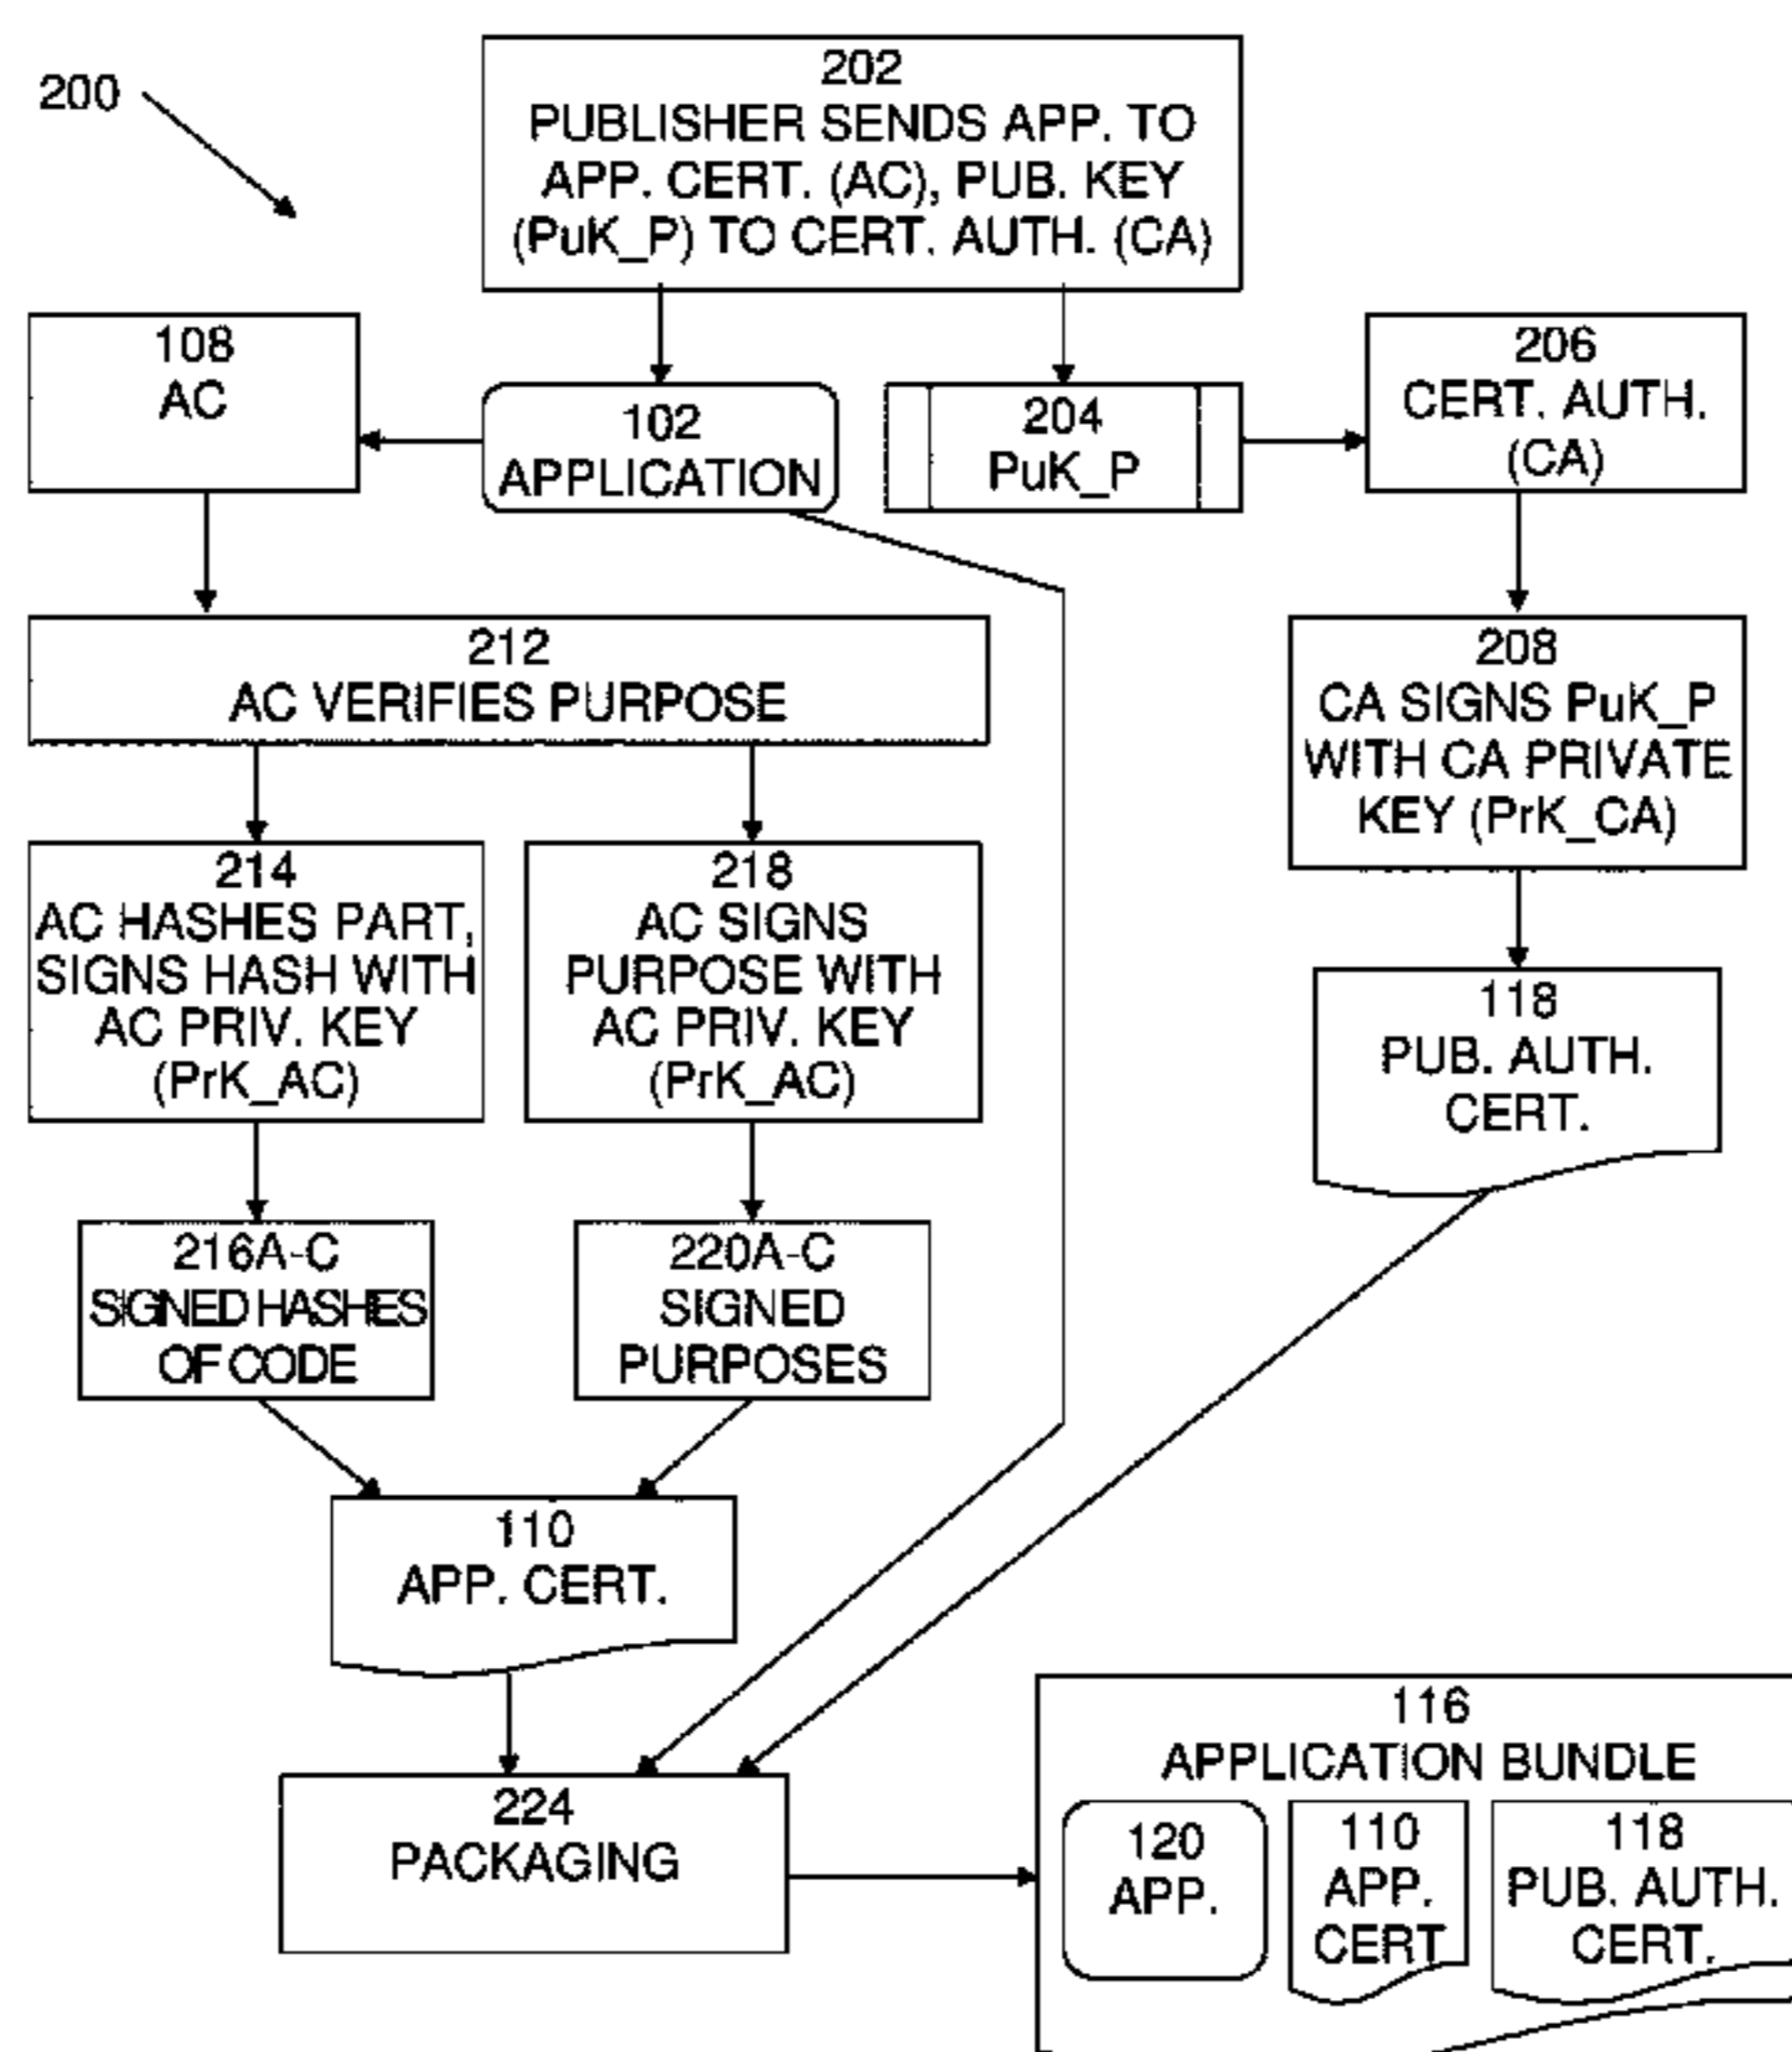 200
202
PUBLISHER SENDS APP. TO
APP. CERT. (AC), PUB. KEY
(PuK_P) TO CERT. AUTH. (CA)
108
AC
102
APPLICATION
204
PuK_P
206
CERT. AUTH.
(CA)
212
AC VERIFIES PURPOSE
208
CA SIGNS PuK_P
WITH CA PRIVATE
KEY (PrK_CA)
214
AC HASHES PART,
SIGNS HASH WITH
AC PRIV. KEY
(PrK_AC)
218
AC SIGNS
PURPOSE WITH
AC PRIV. KEY
(PrK_AC)
118
PUB. AUTH.
CERT.
216A-C
SIGNED HASHES
OF CODE
220A-C
SIGNED
PURPOSES
110
APP. CERT.
224
PACKAGING
116
APPLICATION BUNDLE
120
APP.
110
APP.
CERT
118
PUB. AUTH.
CERT.